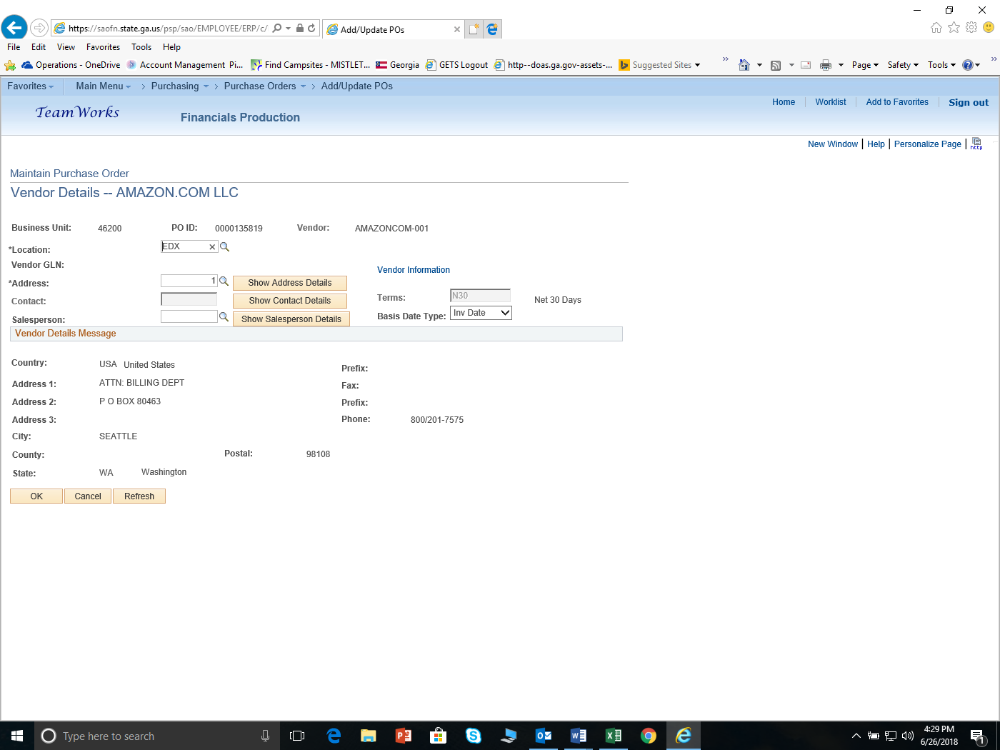 https://saofn.state.ga.us/psp/sao/EMPLOYEE/ERP/c/
Add/Update POs
File Edit View Favorites Tools Help
Operations - OneDrive Account Management Pi... Find Campsites - MISTLET... Georgia GETS Logout http--doas.ga.gov-assets-... Suggested Sites Page Safety Tools
Favorites Main Menu > Purchasing > Purchase Orders > Add/Update POs
Home Worklist Add to Favorites Sign out
TeamWorks
Financials Production
New Window | Help | Personalize Page | http
Maintain Purchase Order
Vendor Details -- AMAZON.COM LLC
Business Unit: 46200 PO ID: 0000135819 Vendor: AMAZONCOM-001
*Location: EDX
Vendor GLN:
Vendor Information
*Address: 1 Show Address Details
Contact: Show Contact Details
Terms: N30 Net 30 Days
Salesperson: Show Salesperson Details
Basis Date Type: Inv Date
Vendor Details Message
Country: USA United States
Prefix:
Address 1: ATTN: BILLING DEPT
Fax:
Address 2: P O BOX 80463
Prefix:
Address 3:
Phone: 800/201-7575
City: SEATTLE
County:
Postal: 98108
State: WA Washington
OK Cancel Refresh
Type here to search
4:29 PM
6/26/2018
1